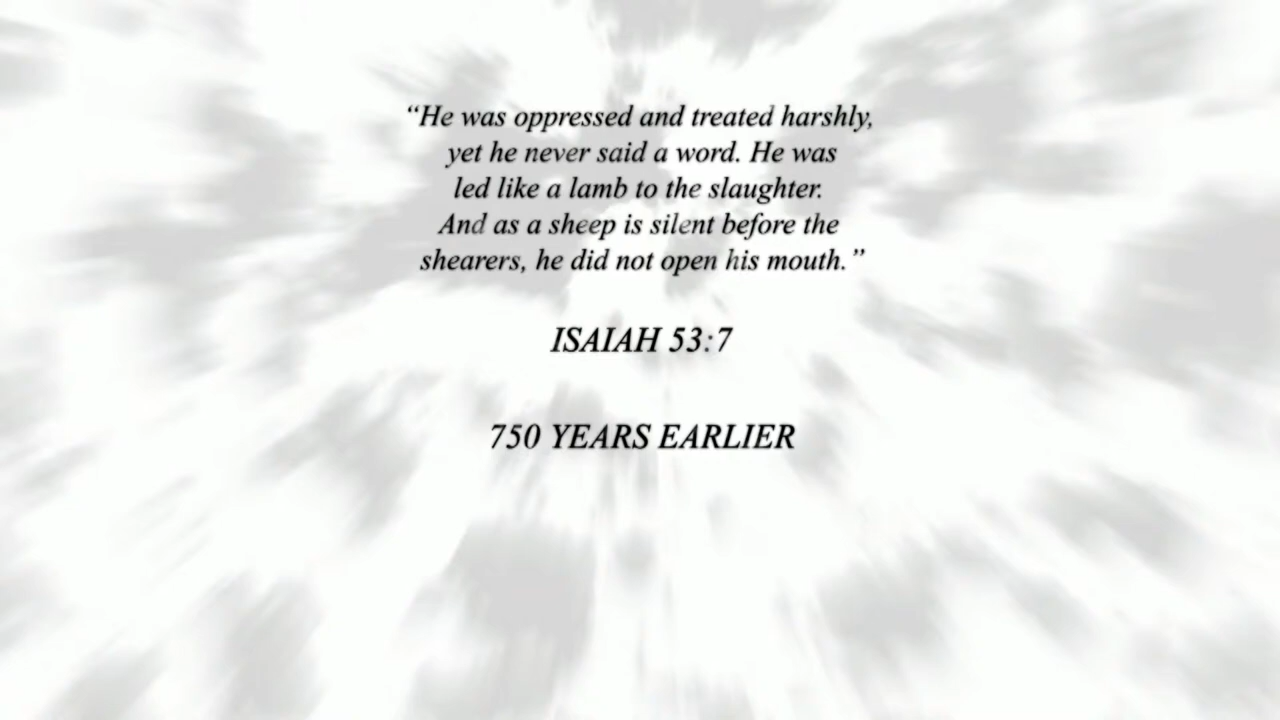 “He was oppressed and treated harshly,
yet he never said a word. He was
led like a lamb to the slaughter.
And as a sheep is silent before the
shearers, he did not open his mouth.”
ISAIAH 53:7
750 YEARS EARLIER